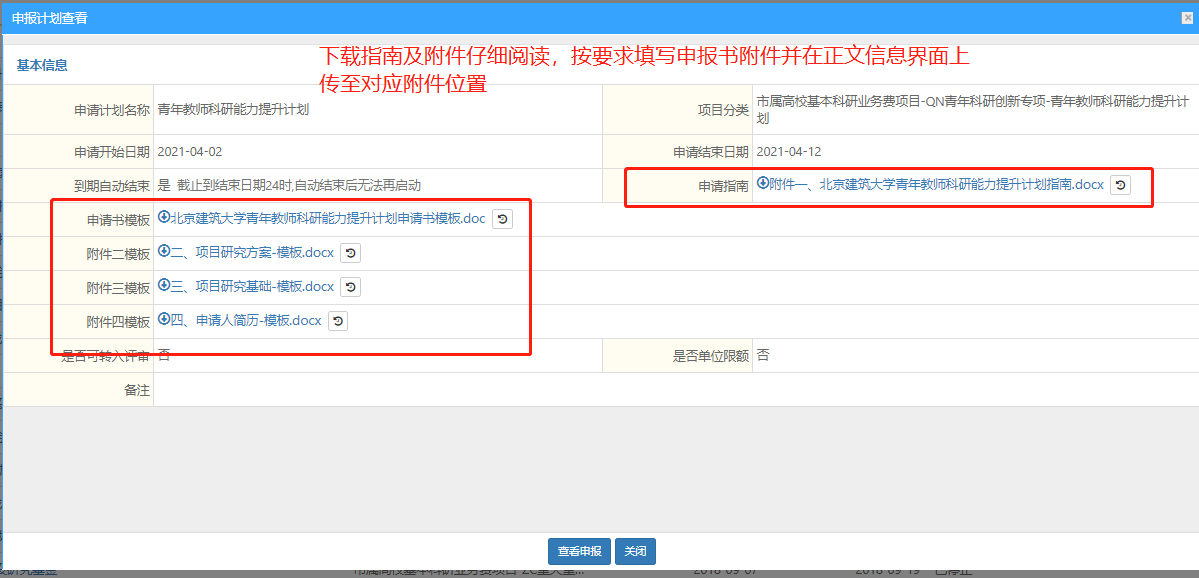 申报计划查看
下载指南及附件仔细阅读，按要求填写申报书附件并在正文信息界面上
传至对应附件位置
基本信息
申请计划名称 青年教师科研能力提升计划 项目分类 市属高校基本科研业务费项目-QN青年科研创新专项-青年教师科研能力提升计
划
申请开始日期 2021-04-02 申请结束日期 2021-04-12
到期自动结束 是 截止到结束日期24时,自动结束后无法再启动 申请指南 附件一、北京建筑大学青年教师科研能力提升计划指南.docx
申请书模板 北京建筑大学青年教师科研能力提升计划申请书模板.doc
附件二模板 二、项目研究方案-模板.docx
附件三模板 三、项目研究基础-模板.docx
附件四模板 四、申请人简历-模板.docx
是否可转入评审 否 是否单位限额 否
备注
查看申报 关闭